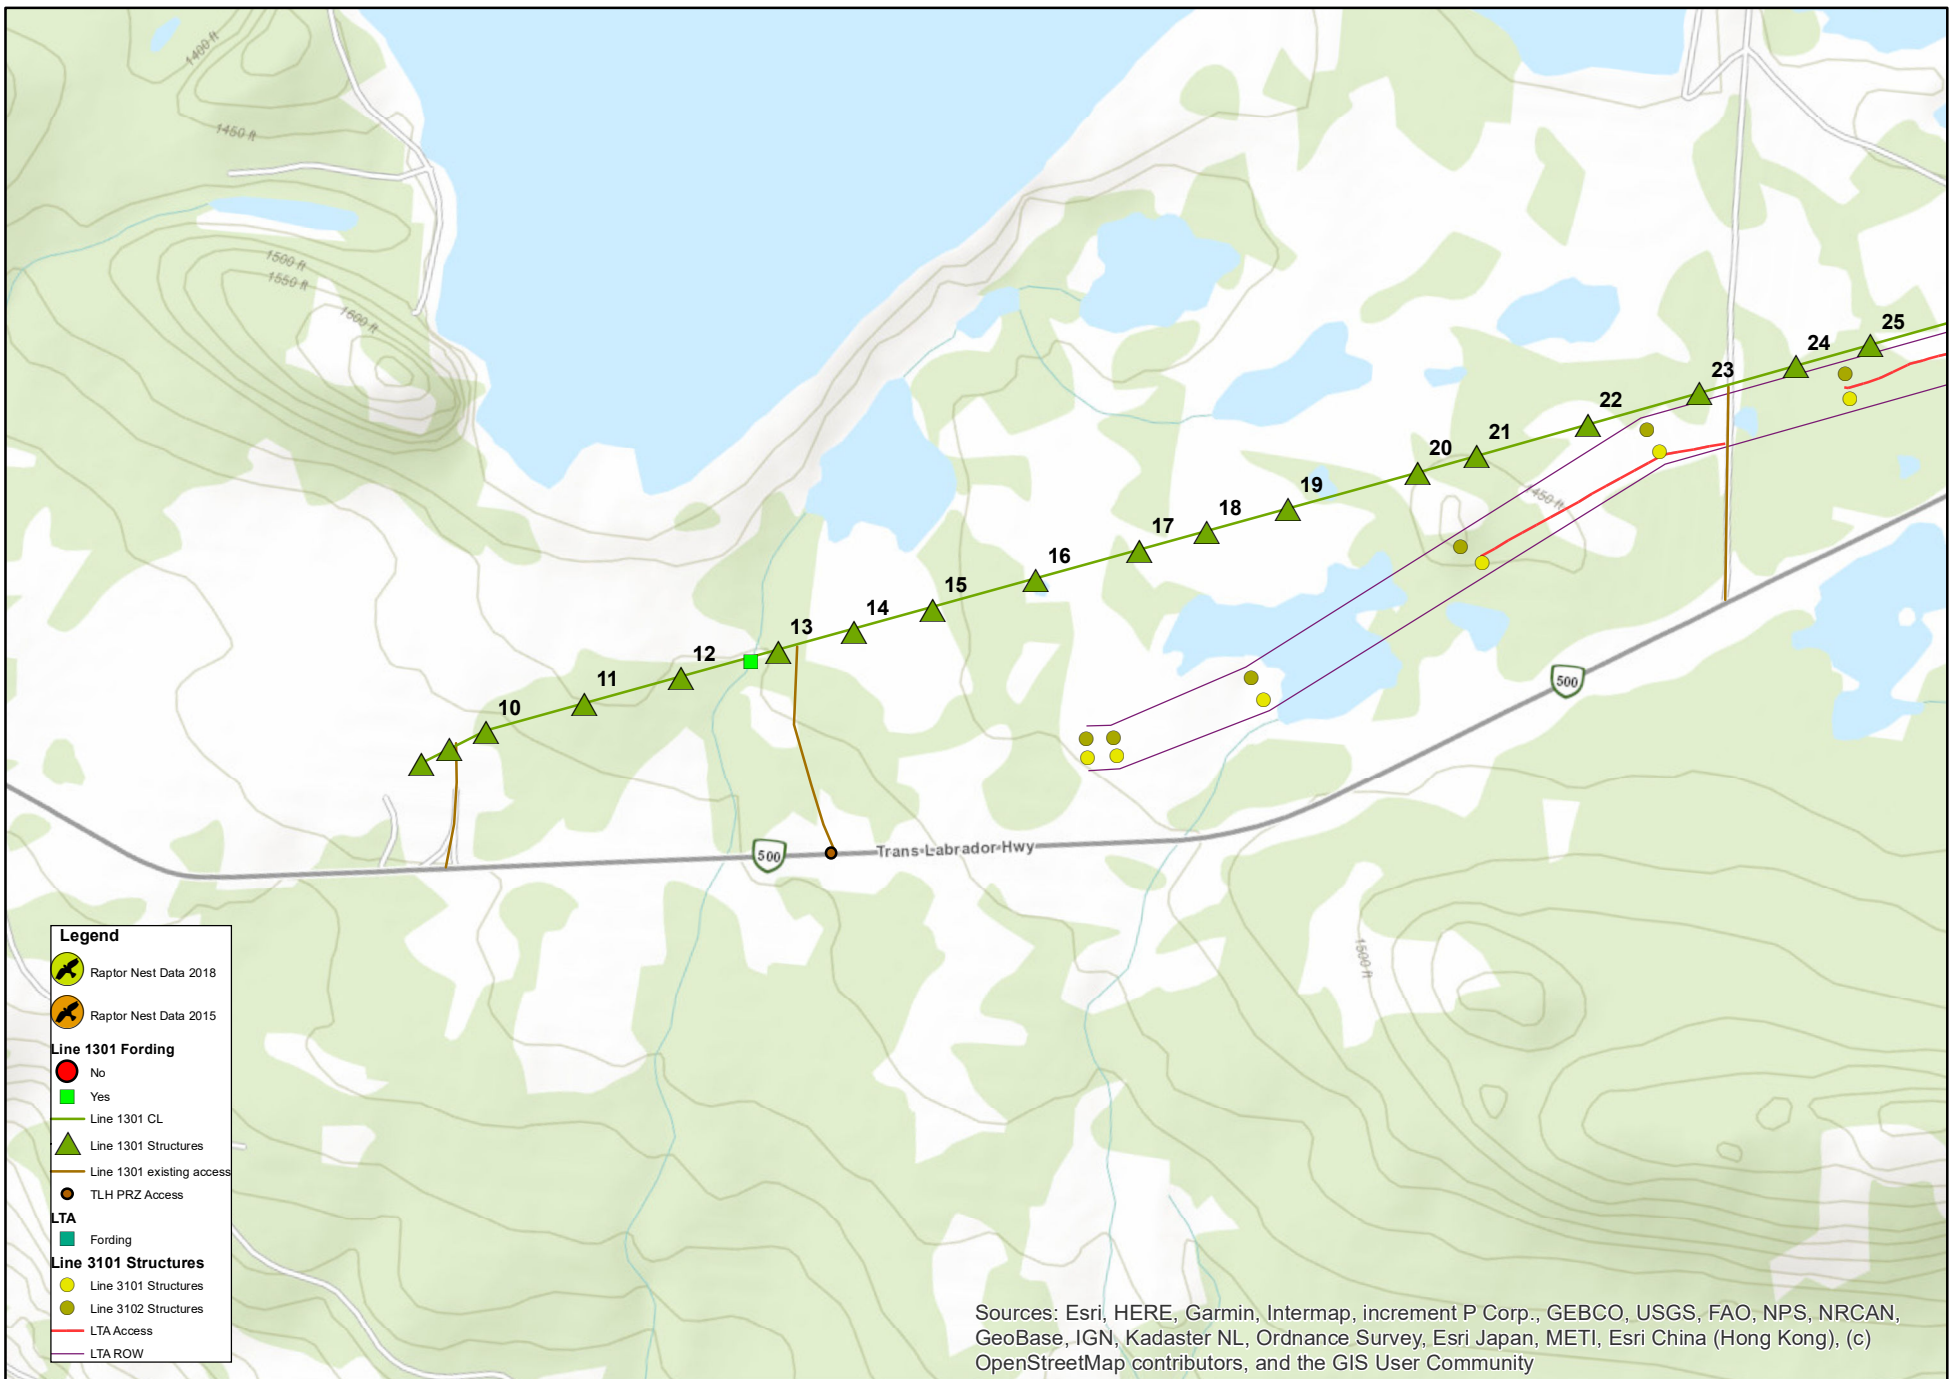 1400 ft
1450 ft
1500 ft
1550 ft
1600 ft
25
24
23
22
21
20
19
18
17
16
15
14
13
12
11
10
450 ft
500
500
Trans-Labrador-Hwy
1500 ft
Legend
Raptor Nest Data 2018
Raptor Nest Data 2015
Line 1301 Fording
No
Yes
Line 1301 CL
Line 1301 Structures
Line 1301 existing access
TLH PRZ Access
LTA
Fording
Line 3101 Structures
Line 3101 Structures
Line 3102 Structures
LTA Access
LTA ROW
Sources: Esri, HERE, Garmin, Intermap, increment P Corp., GEBCO, USGS, FAO, NPS, NRCAN,
GeoBase, IGN, Kadaster NL, Ordnance Survey, Esri Japan, METI, Esri China (Hong Kong), (c)
OpenStreetMap contributors, and the GIS User Community